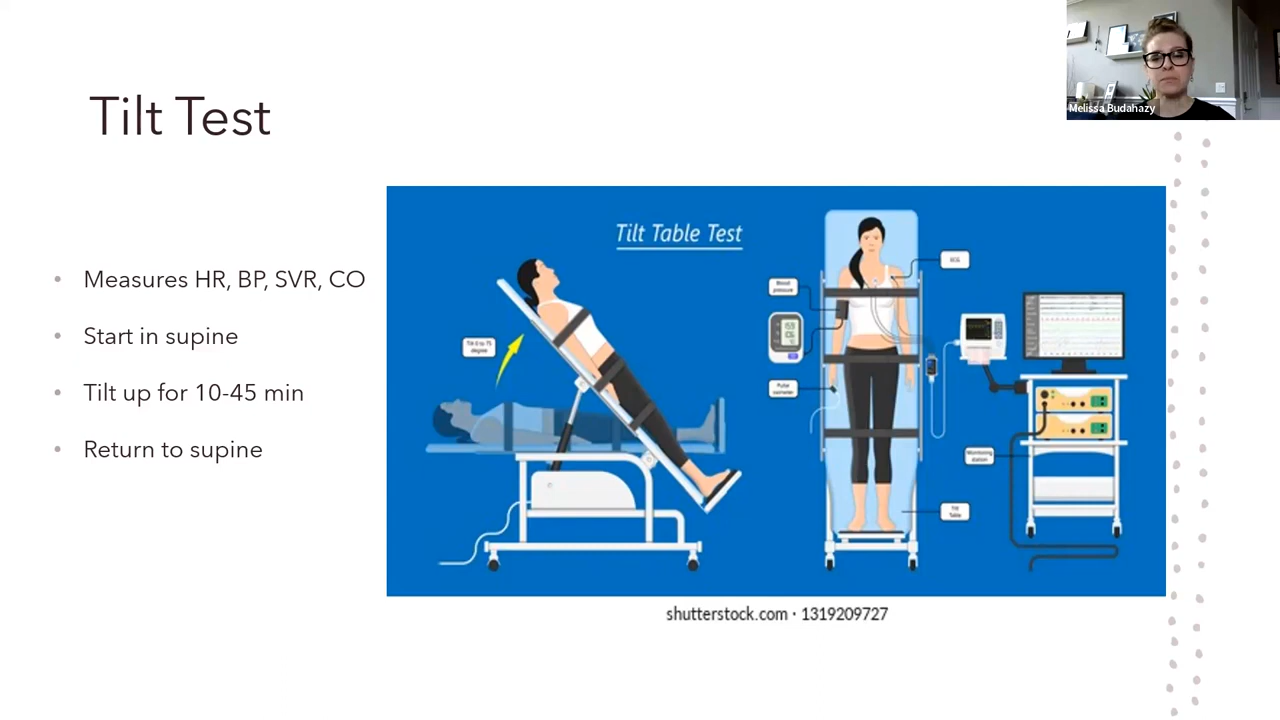 Melissa Budahazy
Tilt Test
Measures HR, BP, SVR, CO
Start in supine
Tilt up for 10-45 min
Return to supine
Tilt Table Test
Tilt 0 to 75
degree
Blood
pressure
ECG
159
106
Pulse
oximeter
Monitoring
station
Tilt
Table
shutterstock.com · 1319209727